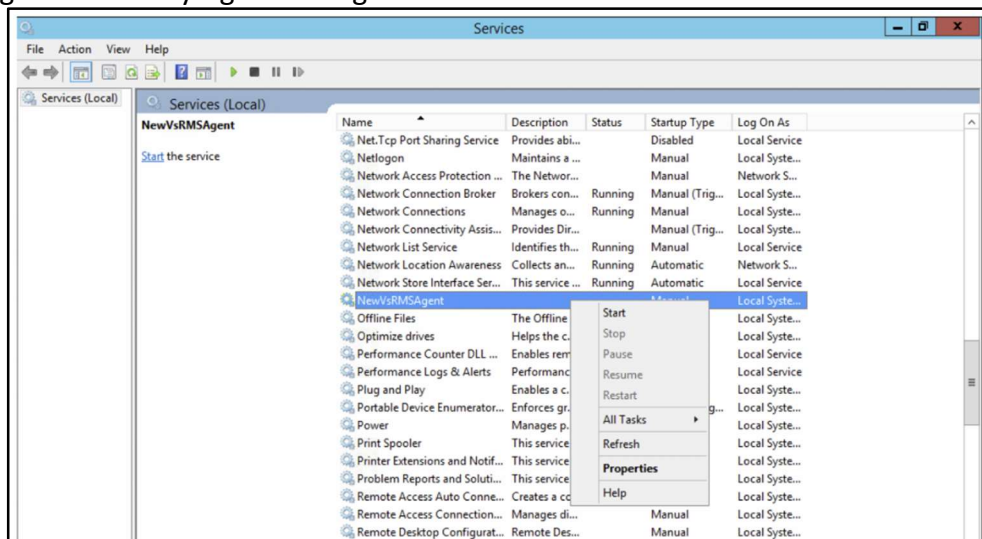 Services
File Action View Help
Services (Local)
Services (Local)
NewVsRMSAgent
Start the service
Name Description Status Startup Type Log On As
Net.Tcp Port Sharing Service Provides abi... Disabled Local Service
Netlogon Maintains a ... Manual Local Syste...
Network Access Protection ... The Networ... Manual Network S...
Network Connection Broker Brokers con... Running Manual (Trig... Local Syste...
Network Connections Manages o... Running Manual Local Syste...
Network Connectivity Assis... Provides Dir... Manual (Trig... Local Syste...
Network List Service Identifies th... Running Manual Local Service
Network Location Awareness Collects an... Running Automatic Network S...
Network Store Interface Ser... This service ... Running Automatic Local Service
NewVsRMSAgent Local Syste...
Offline Files The Offline Local Syste...
Optimize drives Helps the c. Local Syste...
Performance Counter DLL ... Enables rem Local Service
Performance Logs & Alerts Performanc Local Service
Plug and Play Enables a c. Local Syste...
Portable Device Enumerator... Enforces gr. g... Local Syste...
Power Manages p. Local Syste...
Print Spooler This service Local Syste...
Printer Extensions and Notif... This service Local Syste...
Problem Reports and Soluti... This service Local Syste...
Remote Access Auto Conne... Creates a co Local Syste...
Remote Access Connection... Manages di... Manual Local Syste...
Remote Desktop Configurat... Remote Des... Manual Local Syste...
Start
Stop
Pause
Resume
Restart
All Tasks
Refresh
Properties
Help